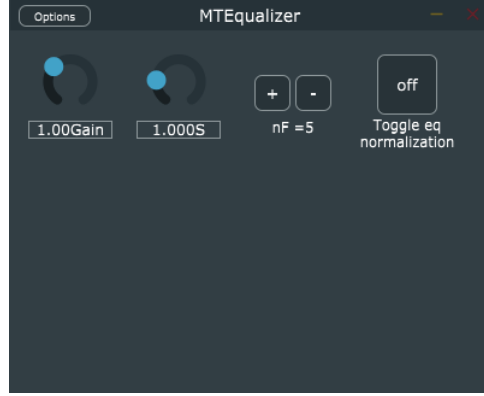 Options
MTEqualizer
+
-
off
1.00Gain
1.000S
nF =5
Toggle eq
normalization